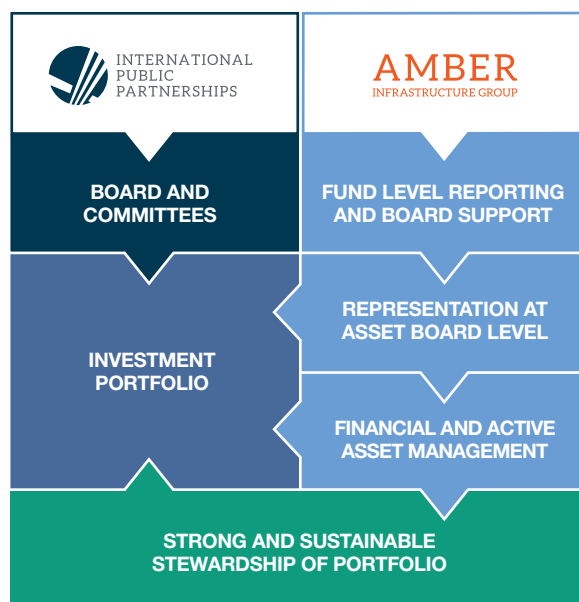 INTERNATIONAL
PUBLIC
PARTNERSHIPS
AMBER
INFRASTRUCTURE GROUP
BOARD AND
COMMITTEES
FUND LEVEL REPORTING
AND BOARD SUPPORT
REPRESENTATION AT
ASSET BOARD LEVEL
INVESTMENT
PORTFOLIO
FINANCIAL AND ACTIVE
ASSET MANAGEMENT
STRONG AND SUSTAINABLE
STEWARDSHIP OF PORTFOLIO